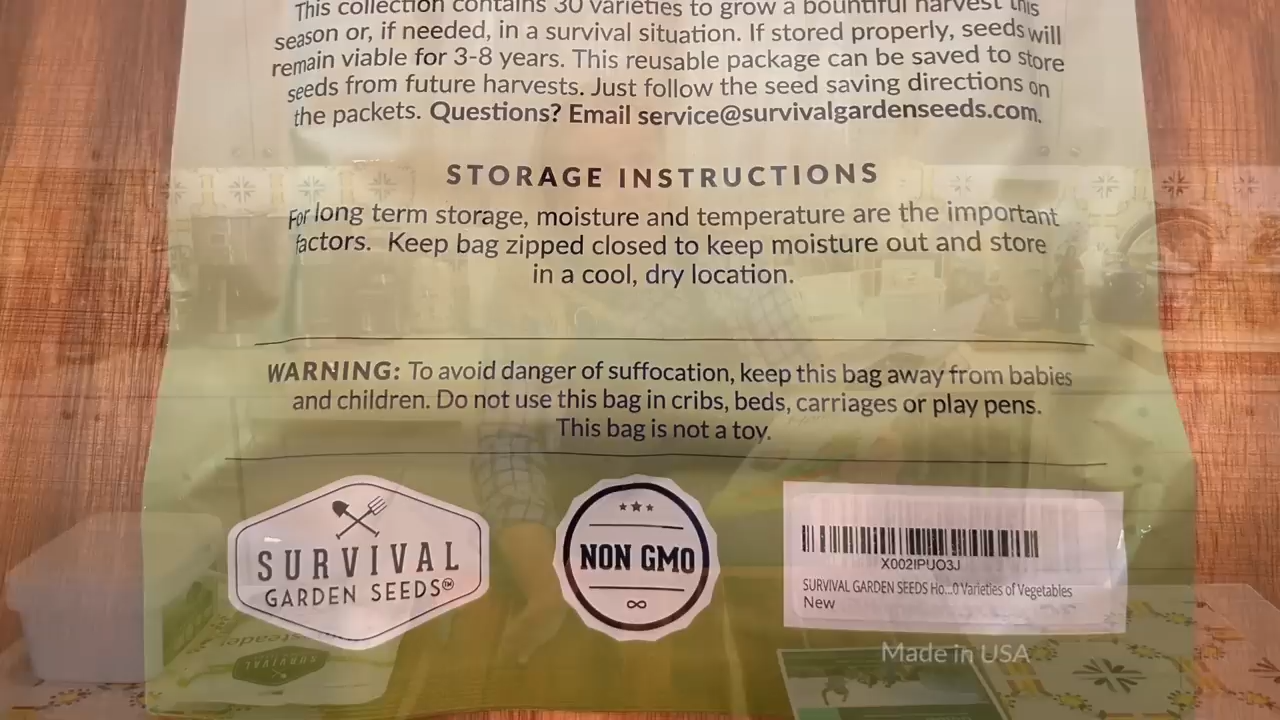 This collection contains 30 varieties to grow a bountiful harvest this
season or, if needed, in a survival situation. If stored properly, seeds will
remain viable for 3-8 years. This reusable package can be saved to store
seeds from future harvests. Just follow the seed saving directions on
the packets. Questions? Email service@survivalgardenseeds.com.
STORAGE INSTRUCTIONS
For long term storage, moisture and temperature are the important
factors. Keep bag zipped closed to keep moisture out and store
in a cool, dry location.
WARNING: To avoid danger of suffocation, keep this bag away from babies
and children. Do not use this bag in cribs, beds, carriages or play pens.
This bag is not a toy.
SURVIVAL
GARDEN SEEDS™
NON GMO
X002IPUO3J
SURVIVAL GARDEN SEEDS Ho...0 Varieties of Vegetables
New
Made in USA
SURVIVAL